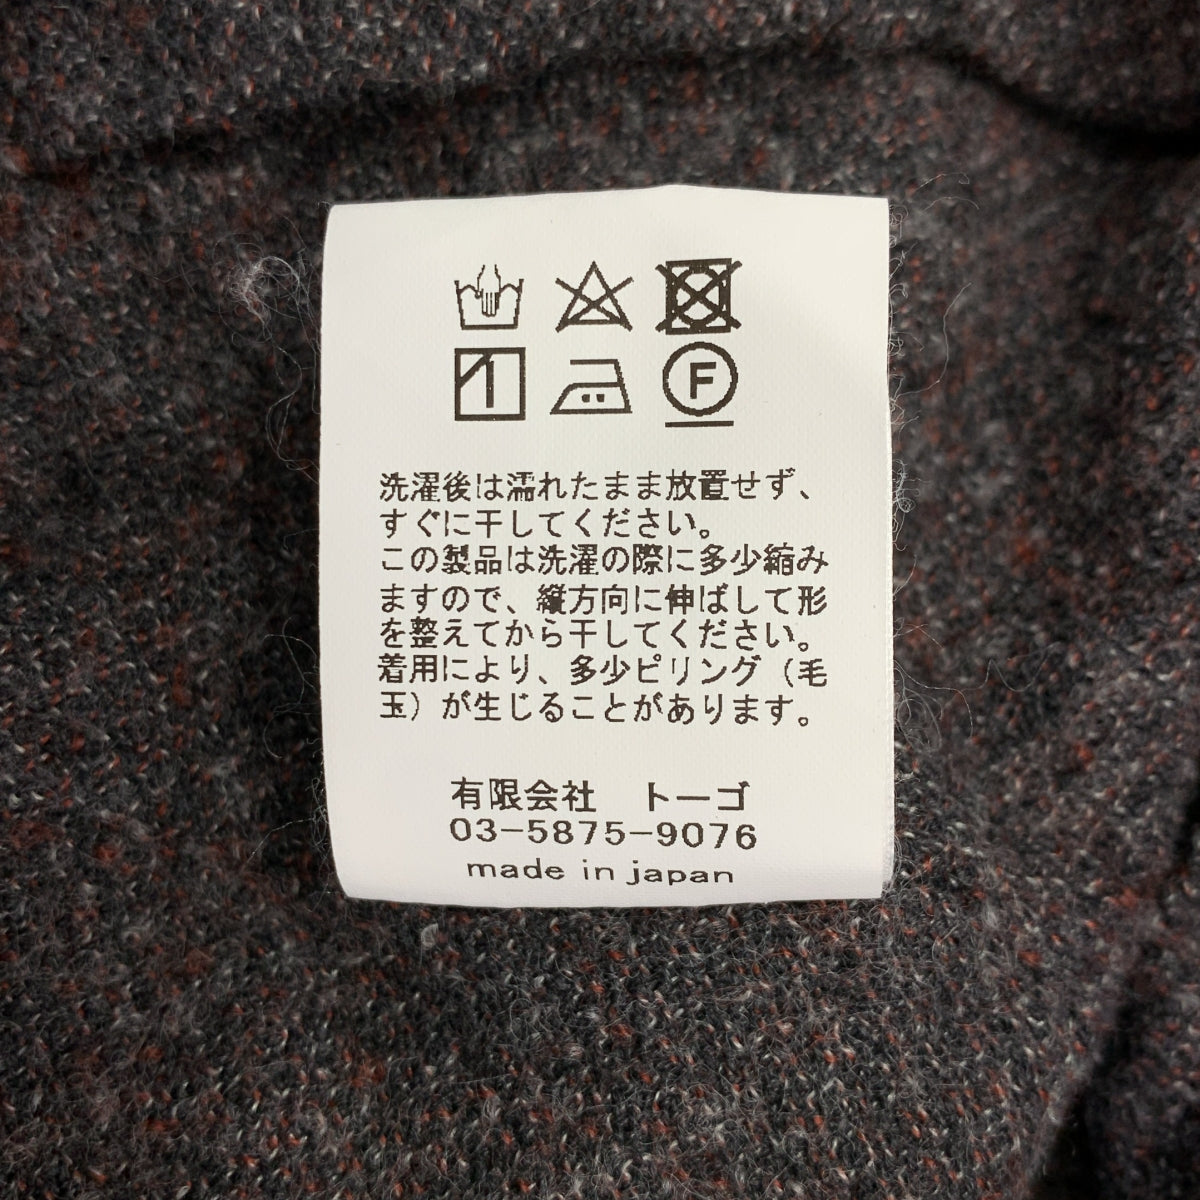 F
洗濯後は濡れたまま放置せず、
すぐに干してください。
この製品は洗濯の際に多少縮み
ますので、縦方向に伸ばして形
を整えてから干してください。
着用により、多少ピリング（毛
玉）が生じることがあります。
有限会社　トーゴ
03-5875-9076
made in japan